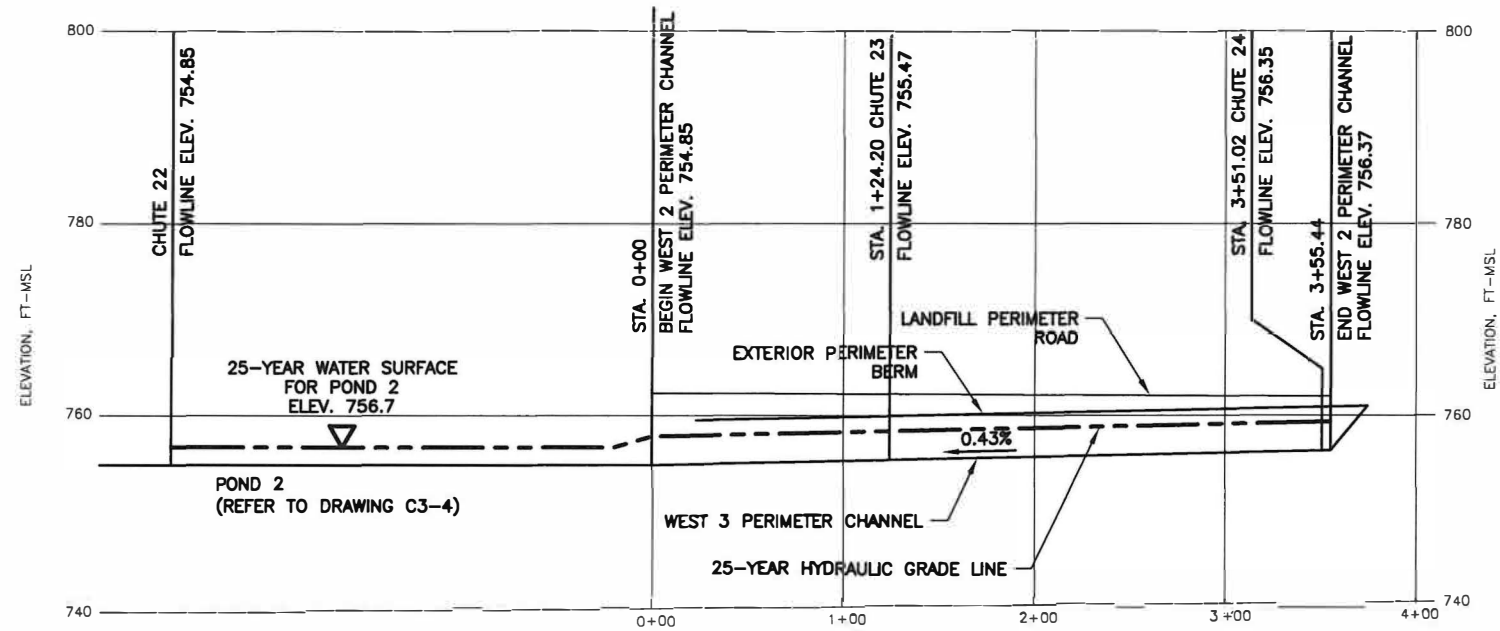 800
780
760
740
ELEVATION, FT-MSL
CHUTE 22
FLOWLINE ELEV. 754.85
STA. 0+00
BEGIN WEST 2 PERIMETER CHANNEL
FLOWLINE ELEV. 754.85
STA. 1+24.20 CHUTE 23
FLOWLINE ELEV. 755.47
STA. 3+51.02 CHUTE 24
FLOWLINE ELEV. 756.35
STA. 3+55.44
END WEST 2 PERIMETER CHANNEL
FLOWLINE ELEV. 756.37
LANDFILL PERIMETER
ROAD
EXTERIOR PERIMETER
BERM
25-YEAR WATER SURFACE
FOR POND 2
ELEV. 756.7
0.43%
POND 2
(REFER TO DRAWING C3-4)
WEST 3 PERIMETER CHANNEL
25-YEAR HYDRAULIC GRADE LINE
0+00
1+00
2+00
3+00
4+00
800
780
760
740
ELEVATION, FT-MSL